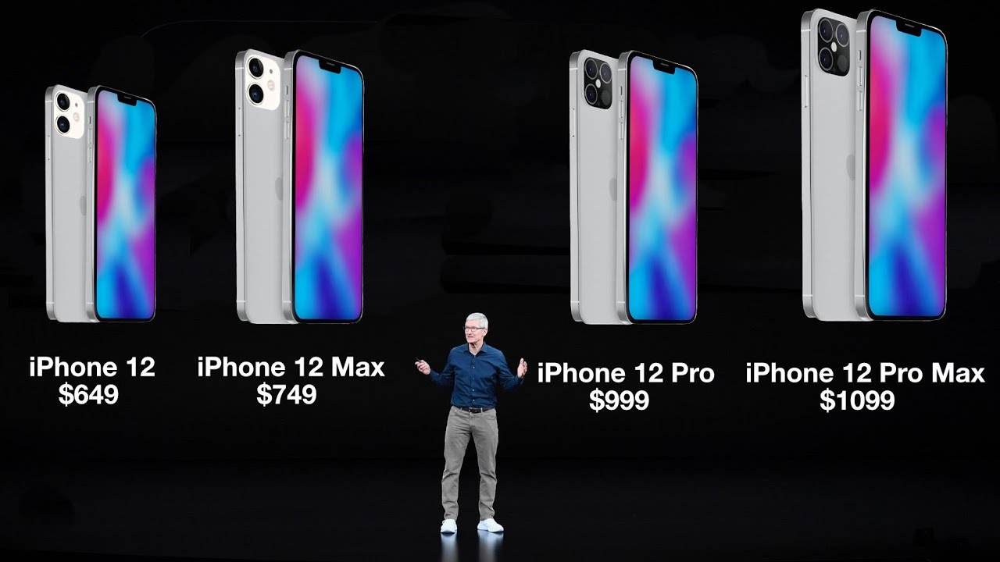 iPhone 12
$649
iPhone 12 Max
$749
iPhone 12 Pro
$999
iPhone 12 Pro Max
$1099